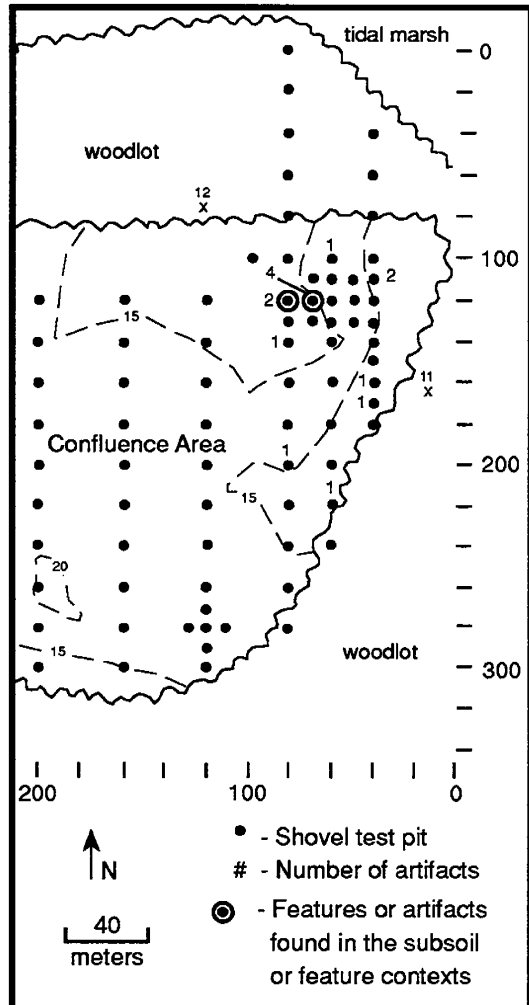 tidal marsh
0
woodlot
12
x
1
100
4
2
2
15
1
11
x
1
1
Confluence Area
1
200
15
1
20
15
woodlot
300
200
100
0
- Shovel test pit
N
# - Number of artifacts
40
meters
- Features or artifacts
found in the subsoil
or feature contexts